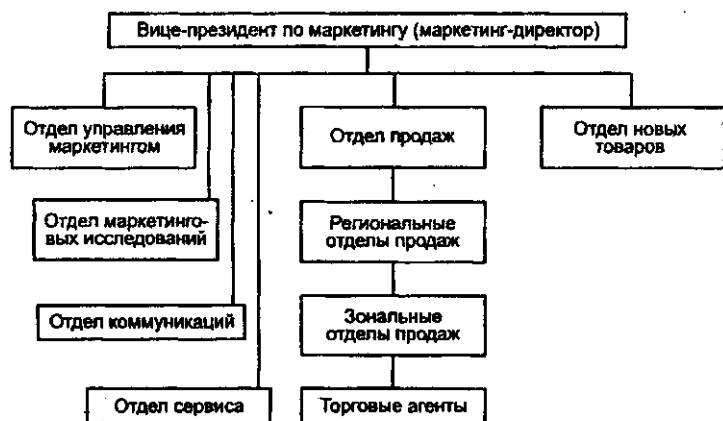 Вице-президент по маркетингу (маркетинг-директор)
Отдел управления
маркетингом
Отдел продаж
Отдел новых
товаров
Отдел маркетинго-
вых исследований
Региональные
отделы продаж
Отдел коммуникаций
Зональные
отделы продаж
Отдел сервиса
Торговые агенты